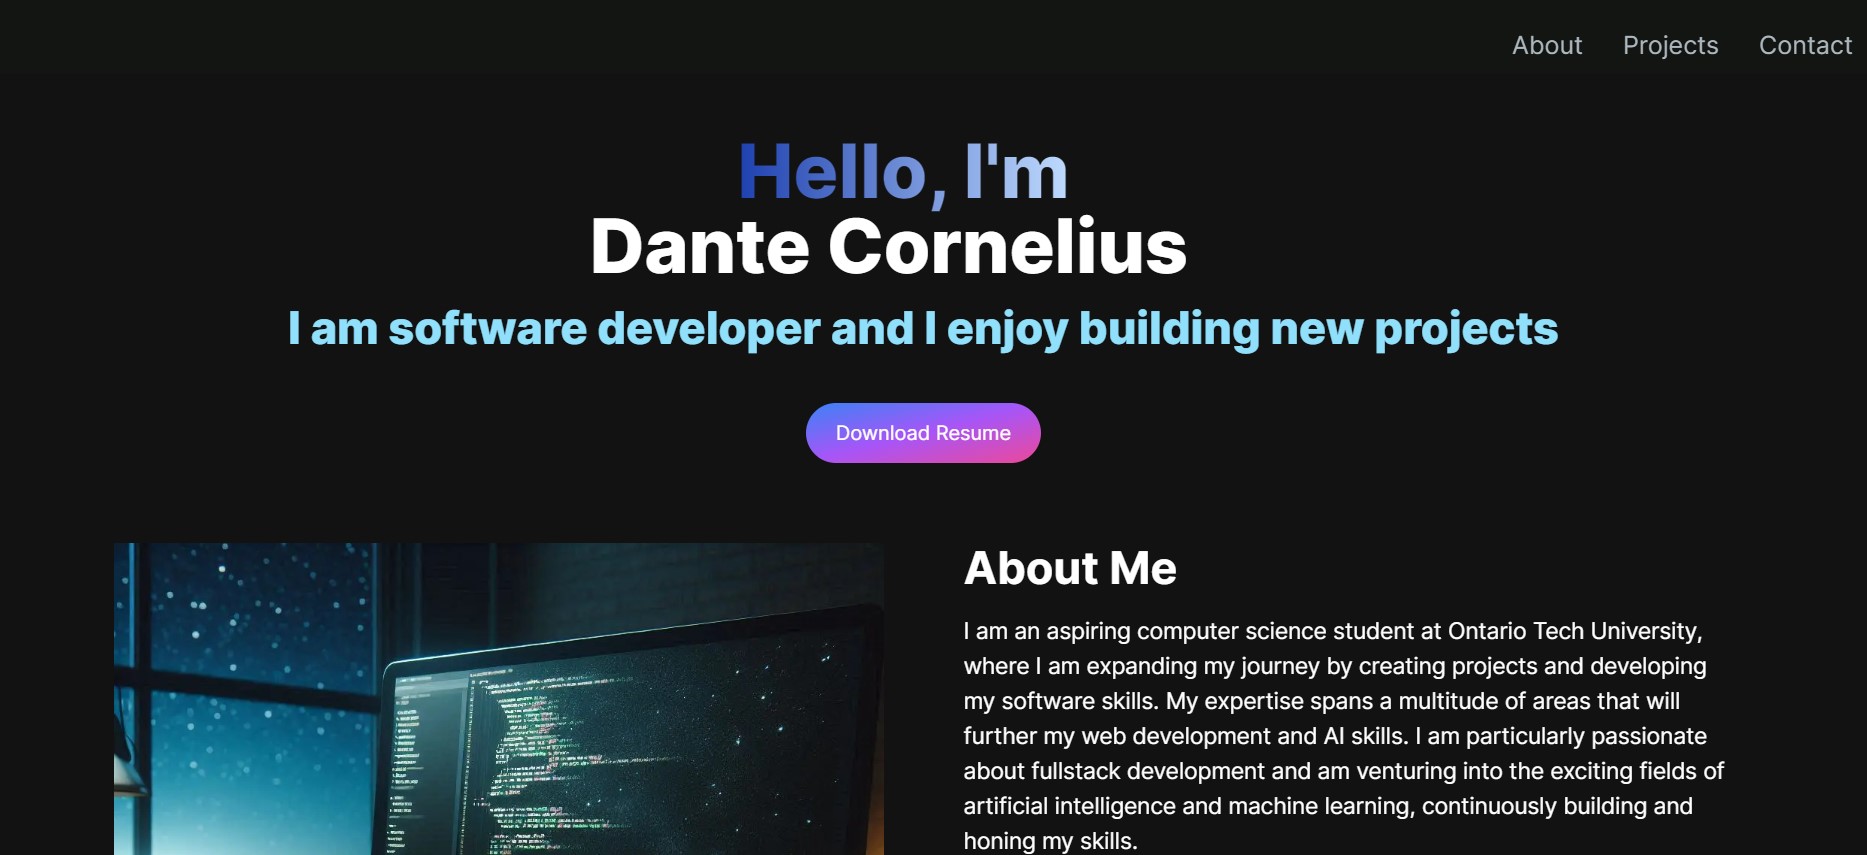 About Projects Contact
Hello, I'm
Dante Cornelius
I am software developer and I enjoy building new projects
Download Resume
About Me
I am an aspiring computer science student at Ontario Tech University,
where I am expanding my journey by creating projects and developing
my software skills. My expertise spans a multitude of areas that will
further my web development and AI skills. I am particularly passionate
about fullstack development and am venturing into the exciting fields of
artificial intelligence and machine learning, continuously building and
honing my skills.